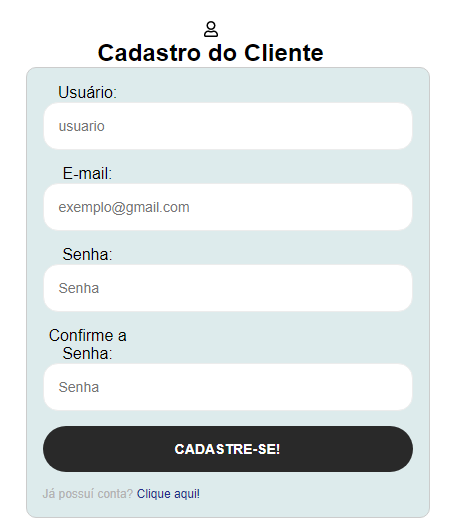 Cadastro do Cliente
Usuário:
usuario
E-mail:
exemplo@gmail.com
Senha:
Senha
Confirme a
Senha:
Senha
CADASTRE-SE!
Já possuí conta? Clique aqui!